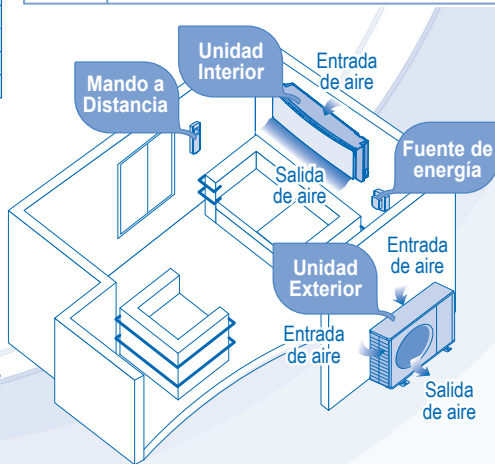 Unidad
Interior
Entrada
de aire
Mando a
Distancia
Fuente de
energía
Salida
de aire
Entrada
de aire
Unidad
Exterior
Entrada
de aire
Salida
de aire